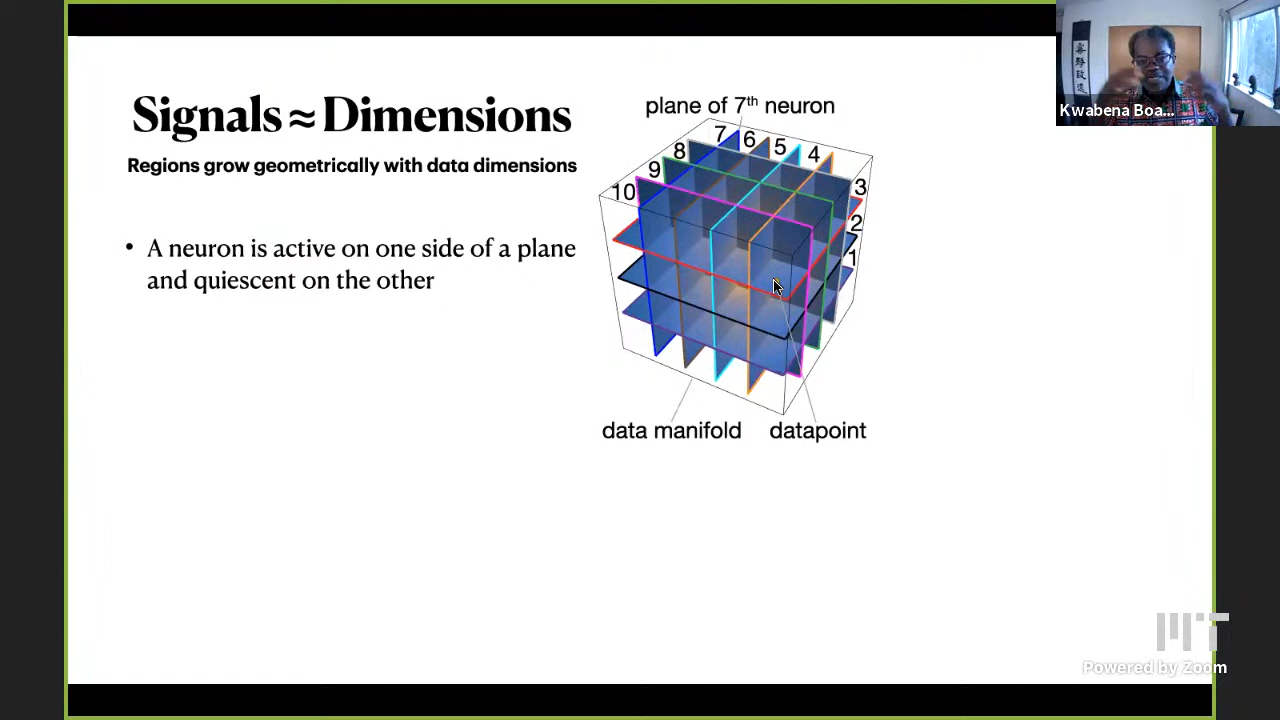 Signals ≈ Dimensions
Regions grow geometrically with data dimensions
• A neuron is active on one side of a plane
and quiescent on the other
plane of 7th neuron
7
6
5
4
8
9
10
3
2
1
data manifold
datapoint
Kwabena Boa...
MIT
Powered by Zoom